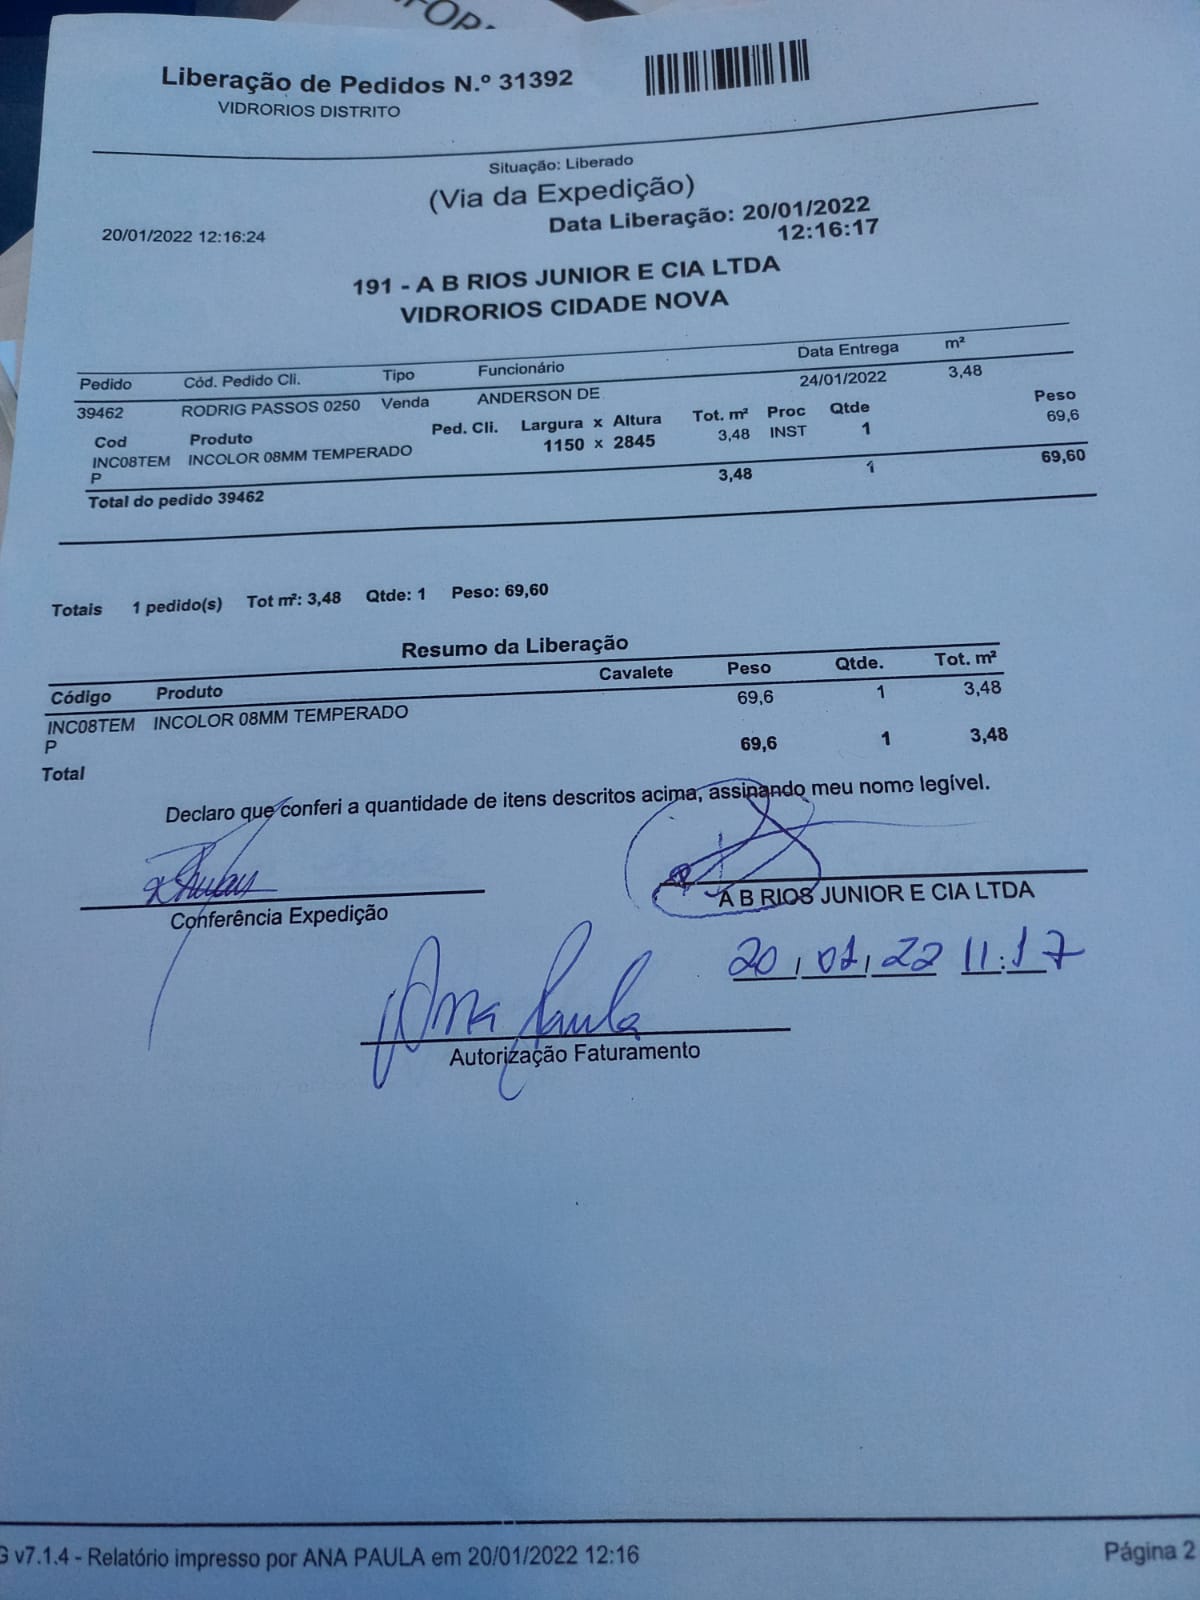 Liberação de Pedidos N.º 31392
VIDRORIOS DISTRITO
Situação: Liberado
(Via da Expedição)
20/01/2022 12:16:24
Data Liberação: 20/01/2022
12:16:17
191 - A B RIOS JUNIOR E CIA LTDA
VIDRORIOS CIDADE NOVA
Pedido Cód. Pedido Cli. Tipo Funcionário Data Entrega m²
39462 RODRIG PASSOS 0250 Venda ANDERSON DE 24/01/2022 3,48
Cod Produto Ped. Cli. Largura x Altura Tot. m² Proc Qtde Peso
INC08TEM INCOLOR 08MM TEMPERADO 1150 x 2845 3,48 INST 1 69,6
P
Total do pedido 39462 3,48 1 69,60
Totais 1 pedido(s) Tot m²: 3,48 Qtde: 1 Peso: 69,60
Resumo da Liberação
Código Produto Cavalete Peso Qtde. Tot. m²
INC08TEM INCOLOR 08MM TEMPERADO 69,6 1 3,48
P
Total 69,6 1 3,48
Declaro que conferi a quantidade de itens descritos acima, assinando meu nome legível.
Conferência Expedição
A B RIOS JUNIOR E CIA LTDA
20/01/22 11:17
Ana Paula
Autorização Faturamento
G v7.1.4 - Relatório impresso por ANA PAULA em 20/01/2022 12:16
Página 2